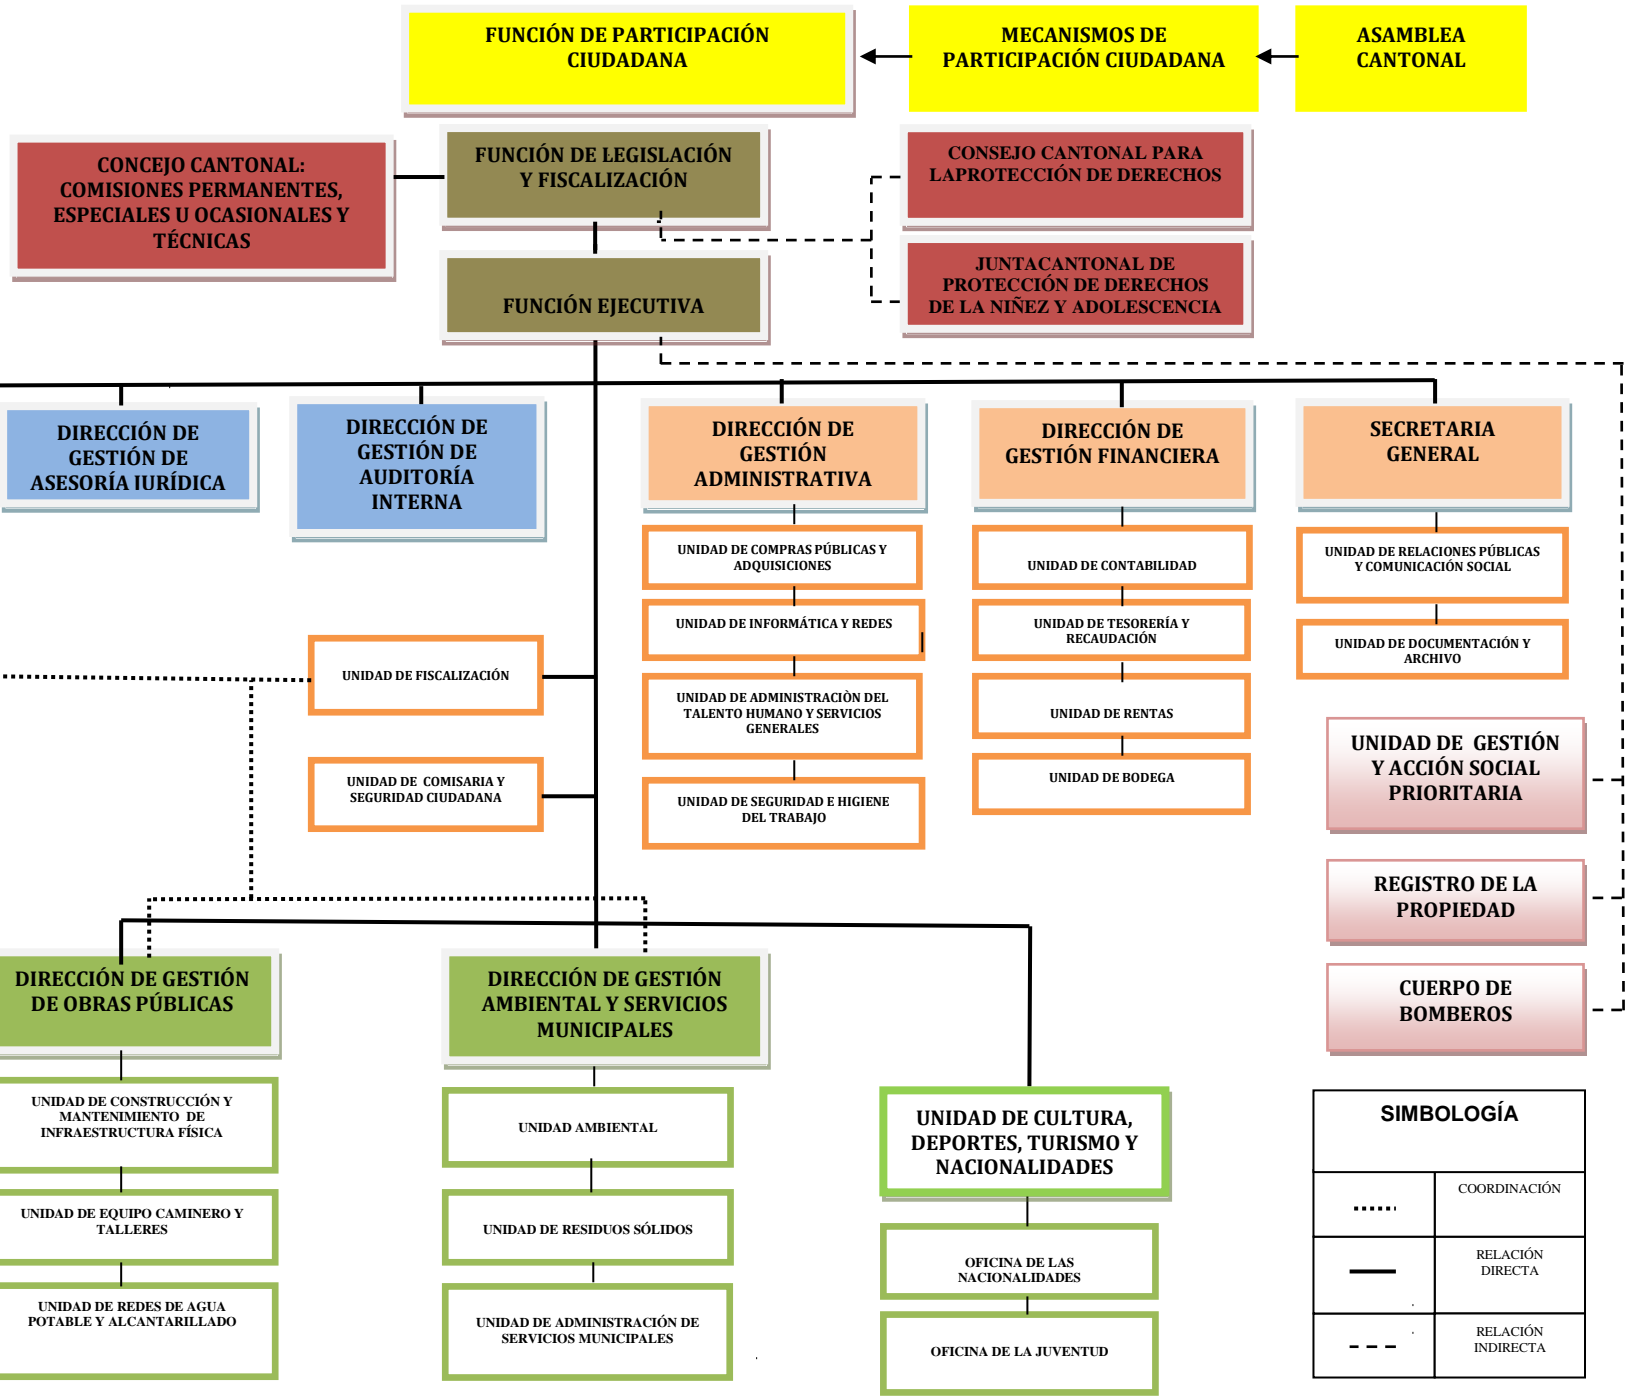 FUNCIÓN DE PARTICIPACIÓN
CIUDADANA
MECANISMOS DE
PARTICIPACIÓN CIUDADANA
ASAMBLEA
CANTONAL
CONCEJO CANTONAL:
COMISIONES PERMANENTES,
ESPECIALES U OCASIONALES Y
TÉCNICAS
FUNCIÓN DE LEGISLACIÓN
Y FISCALIZACIÓN
CONSEJO CANTONAL PARA
LAPROTECCIÓN DE DERECHOS
JUNTACANTONAL DE
PROTECCIÓN DE DERECHOS
DE LA NIÑEZ Y ADOLESCENCIA
FUNCIÓN EJECUTIVA
DIRECCIÓN DE
GESTIÓN DE
ASESORÍA IURÍDICA
DIRECCIÓN DE
GESTIÓN DE
AUDITORÍA
INTERNA
DIRECCIÓN DE
GESTIÓN
ADMINISTRATIVA
DIRECCIÓN DE
GESTIÓN FINANCIERA
SECRETARIA
GENERAL
UNIDAD DE COMPRAS PÚBLICAS Y
ADQUISICIONES
UNIDAD DE INFORMÁTICA Y REDES
UNIDAD DE ADMINISTRACIÒN DEL
TALENTO HUMANO Y SERVICIOS
GENERALES
UNIDAD DE SEGURIDAD E HIGIENE
DEL TRABAJO
UNIDAD DE CONTABILIDAD
UNIDAD DE TESORERÍA Y
RECAUDACIÓN
UNIDAD DE RENTAS
UNIDAD DE BODEGA
UNIDAD DE RELACIONES PÚBLICAS
Y COMUNICACIÓN SOCIAL
UNIDAD DE DOCUMENTACIÓN Y
ARCHIVO
UNIDAD DE FISCALIZACIÓN
UNIDAD DE COMISARIA Y
SEGURIDAD CIUDADANA
UNIDAD DE GESTIÓN
Y ACCIÓN SOCIAL
PRIORITARIA
REGISTRO DE LA
PROPIEDAD
CUERPO DE
BOMBEROS
DIRECCIÓN DE GESTIÓN
DE OBRAS PÚBLICAS
DIRECCIÓN DE GESTIÓN
AMBIENTAL Y SERVICIOS
MUNICIPALES
UNIDAD DE CONSTRUCCIÓN Y
MANTENIMIENTO DE
INFRAESTRUCTURA FÍSICA
UNIDAD DE EQUIPO CAMINERO Y
TALLERES
UNIDAD DE REDES DE AGUA
POTABLE Y ALCANTARILLADO
UNIDAD AMBIENTAL
UNIDAD DE RESIDUOS SÓLIDOS
UNIDAD DE ADMINISTRACIÓN DE
SERVICIOS MUNICIPALES
UNIDAD DE CULTURA,
DEPORTES, TURISMO Y
NACIONALIDADES
OFICINA DE LAS
NACIONALIDADES
OFICINA DE LA JUVENTUD
SIMBOLOGÍA
COORDINACIÓN
RELACIÓN
DIRECTA
RELACIÓN
INDIRECTA